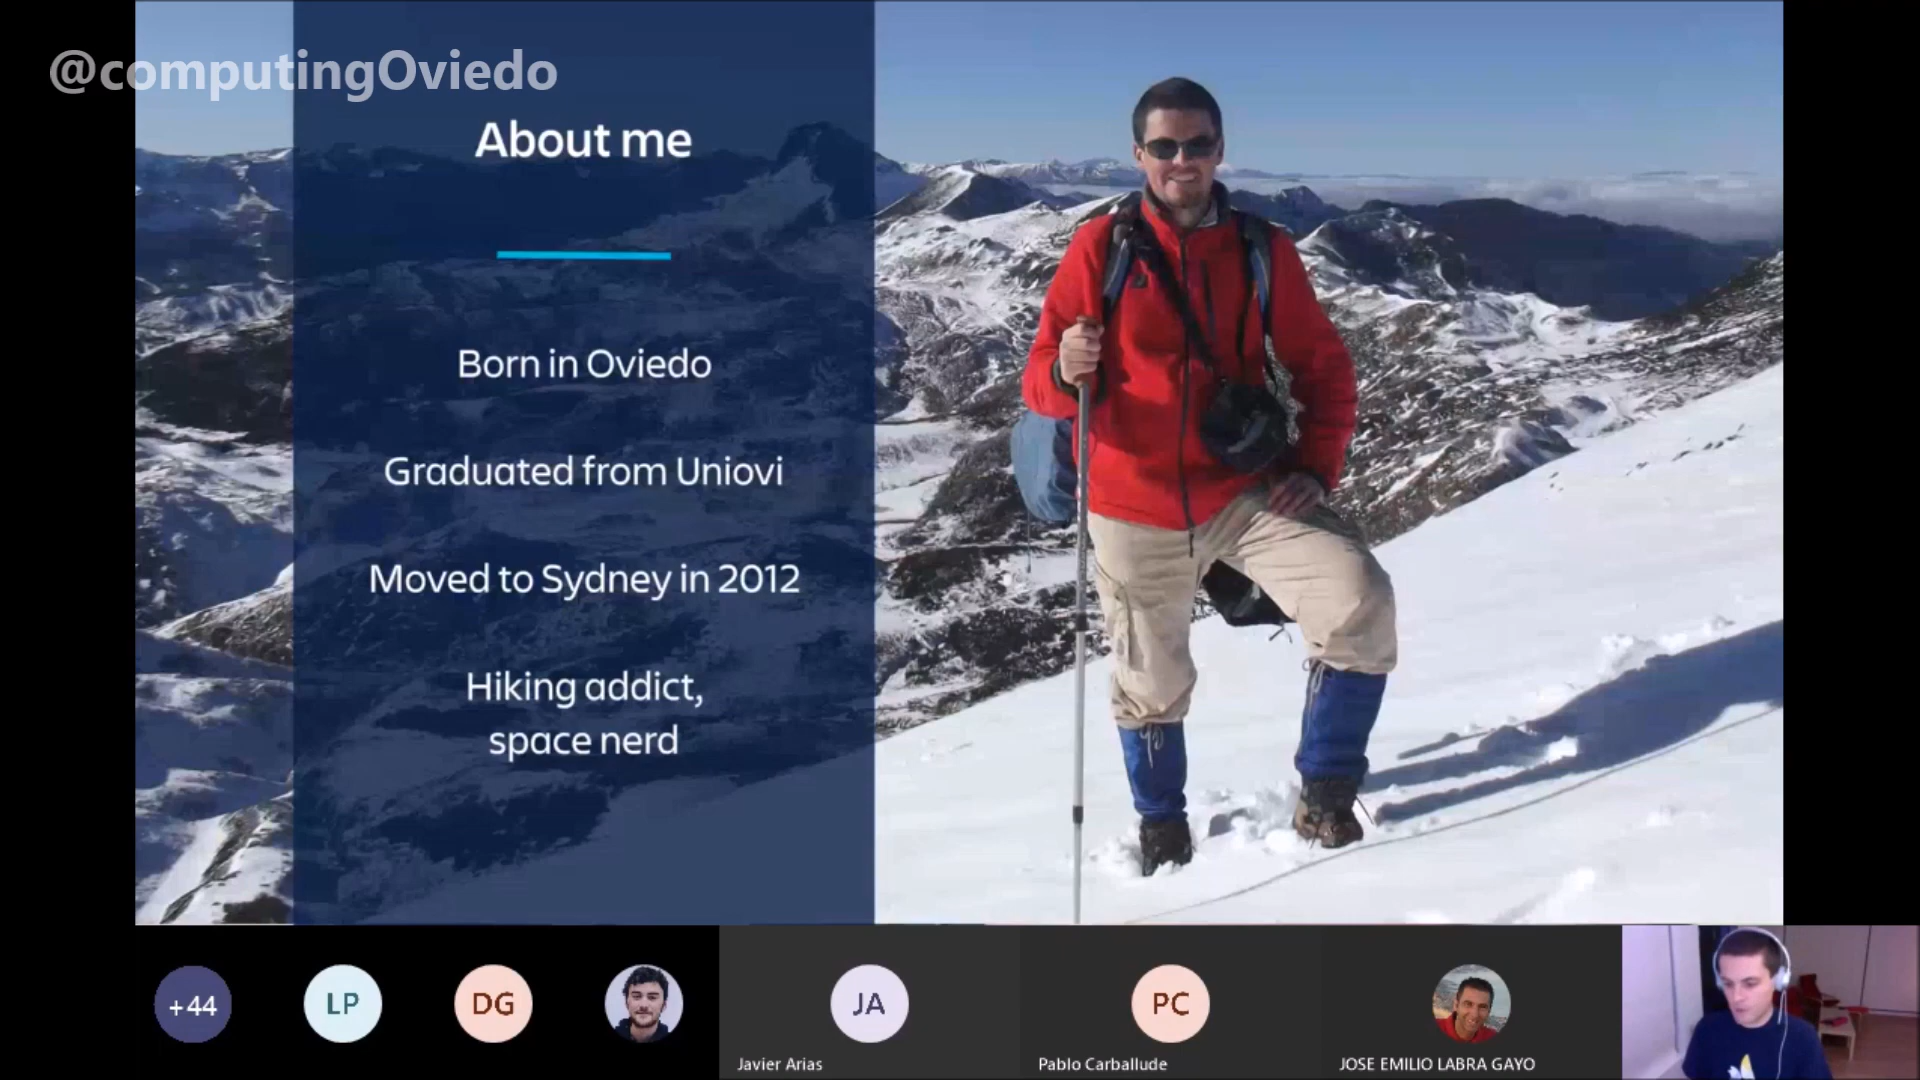 @computingOviedo
About me
Born in Oviedo
Graduated from Uniovi
Moved to Sydney in 2012
Hiking addict,
space nerd
+44
LP
DG
JA
PC
Javier Arias
Pablo Carballude
JOSE EMILIO LABRA GAYO